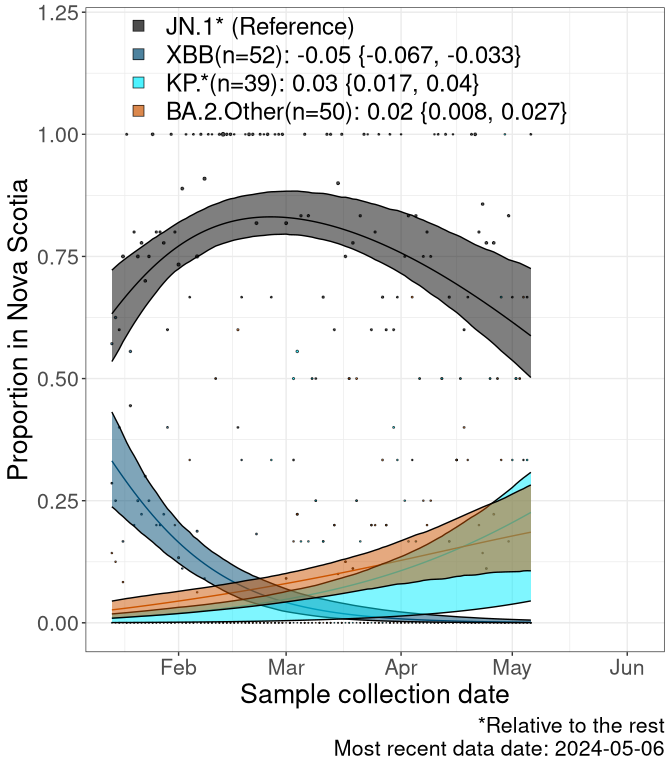 1.25
JN.1* (Reference)
XBB(n=52): -0.05 {-0.067, -0.033}
KP.*(n=39): 0.03 {0.017, 0.04}
BA.2.Other(n=50): 0.02 {0.008, 0.027}
1.00
0.75
0.50
0.25
0.00
Proportion in Nova Scotia
Feb Mar Apr May Jun
Sample collection date
*Relative to the rest
Most recent data date: 2024-05-06